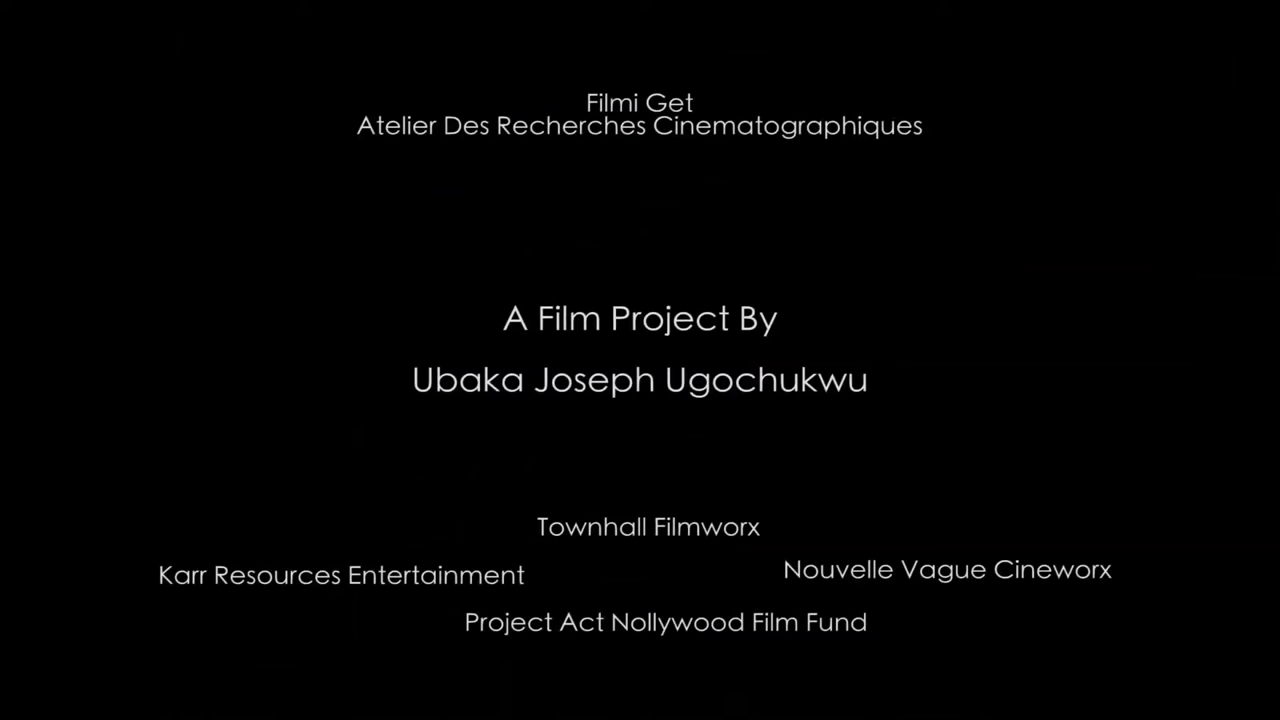 Filmi Get
Atelier Des Recherches Cinematographiques
A Film Project By
Ubaka Joseph Ugochukwu
Townhall Filmworx
Karr Resources Entertainment
Nouvelle Vague Cineworx
Project Act Nollywood Film Fund